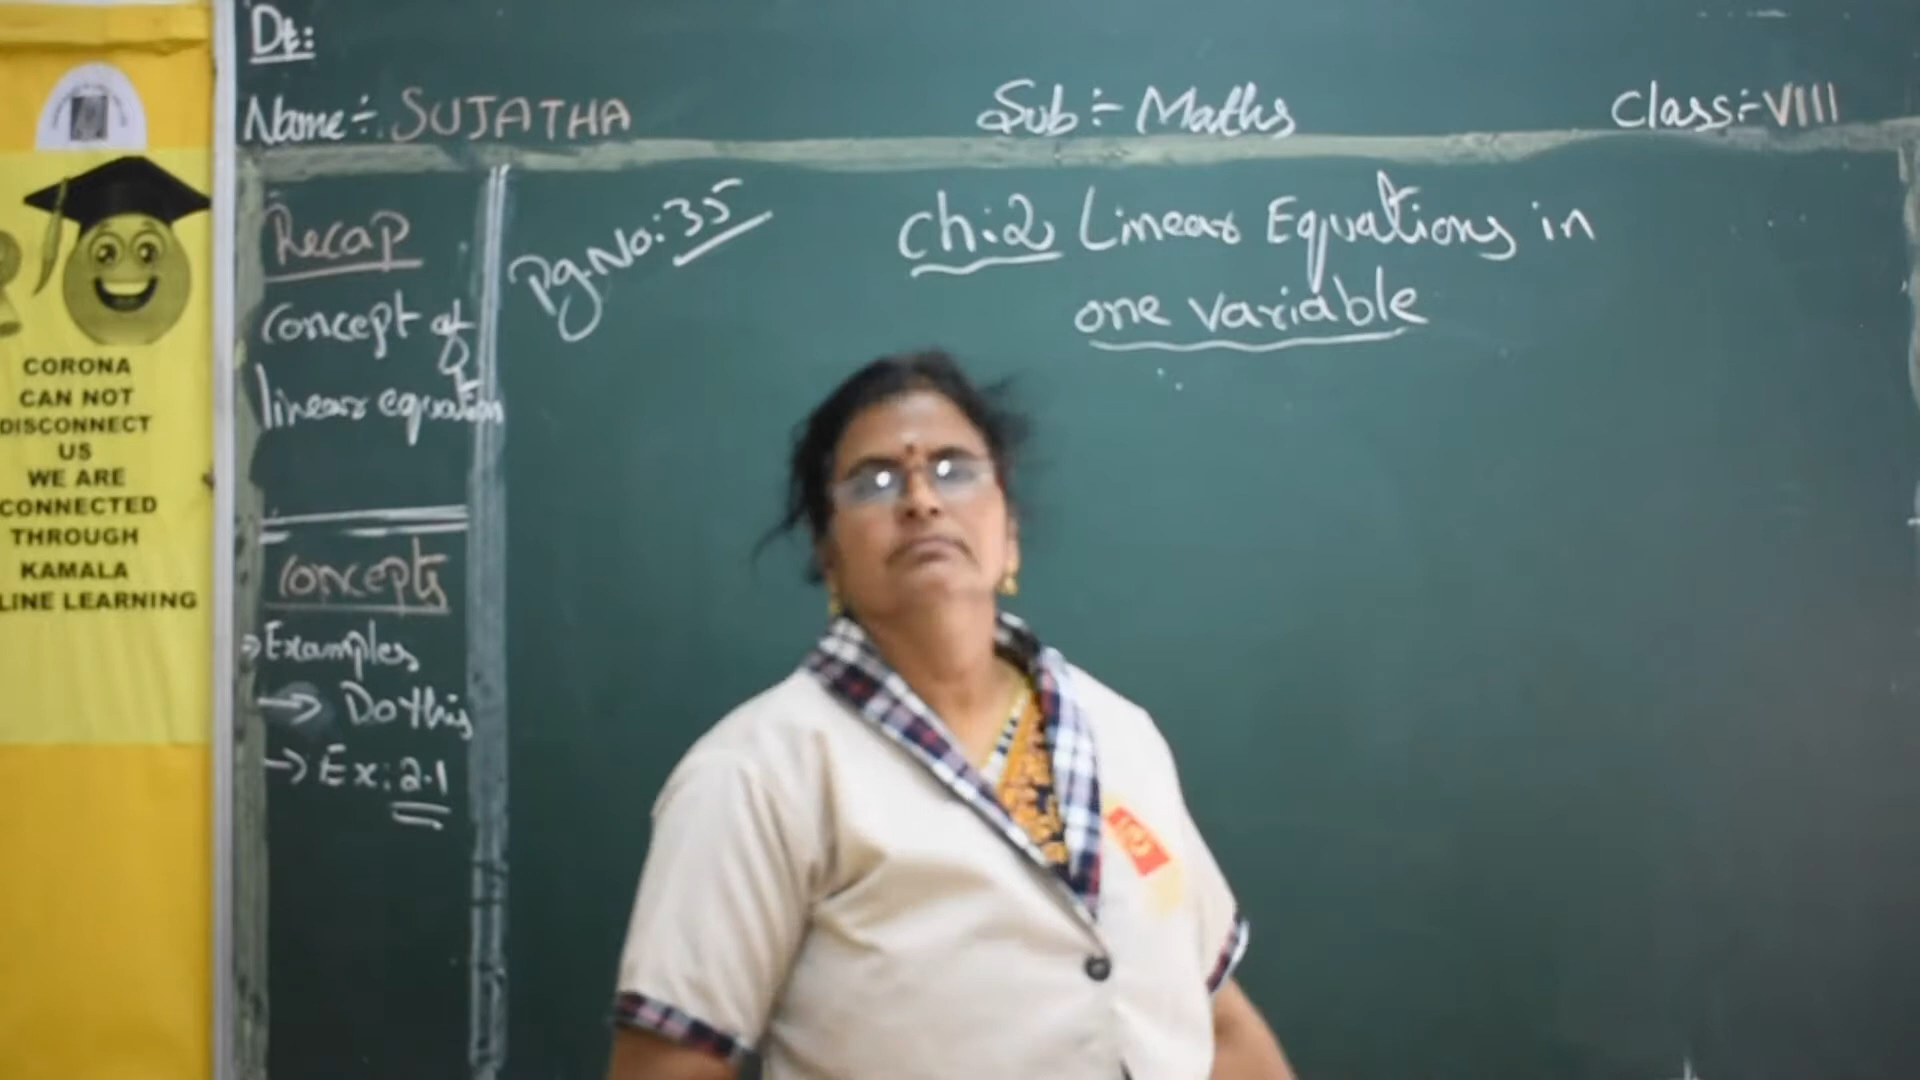 Dt:
Name:- SUJATHA
Sub:- Maths
Class:- VIII
Recap
Concept of
linear equation
Pg.No:35
Ch:2 Linear Equations in
one variable
Concepts
→Examples
→ Do this
→ Ex: 2.1
CORONA
CAN NOT
DISCONNECT
US
WE ARE
CONNECTED
THROUGH
KAMALA
LINE LEARNING